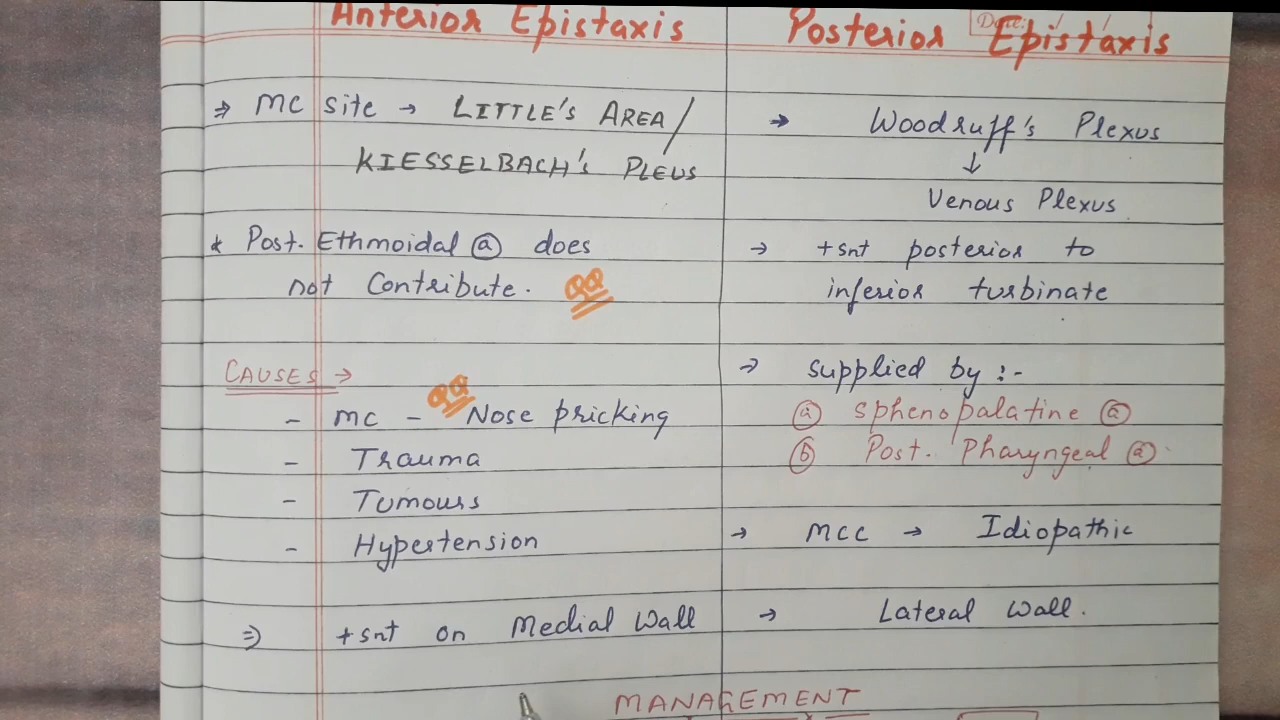 Anterior Epistaxis
⇒ MC site → LITTLE'S AREA/
KIESSELBACH'S PLEUS
* Post. Ethmoidal ⓐ does
not Contribute.
CAUSES →
- MC - Nose pricking
- Trauma
- Tumours
- Hypertension
⇒ +snt on Medial Wall
Date: / /
Posterior Epistaxis
→ Woodruff's Plexus
↓
Venous Plexus
→ +snt posterior to
inferior turbinate
→ Supplied by :-
ⓐ Sphenopalatine ⓐ
ⓑ Post. Pharyngeal ⓐ.
→ MCC → Idiopathic
→ Lateral Wall.
MANAGEMENT